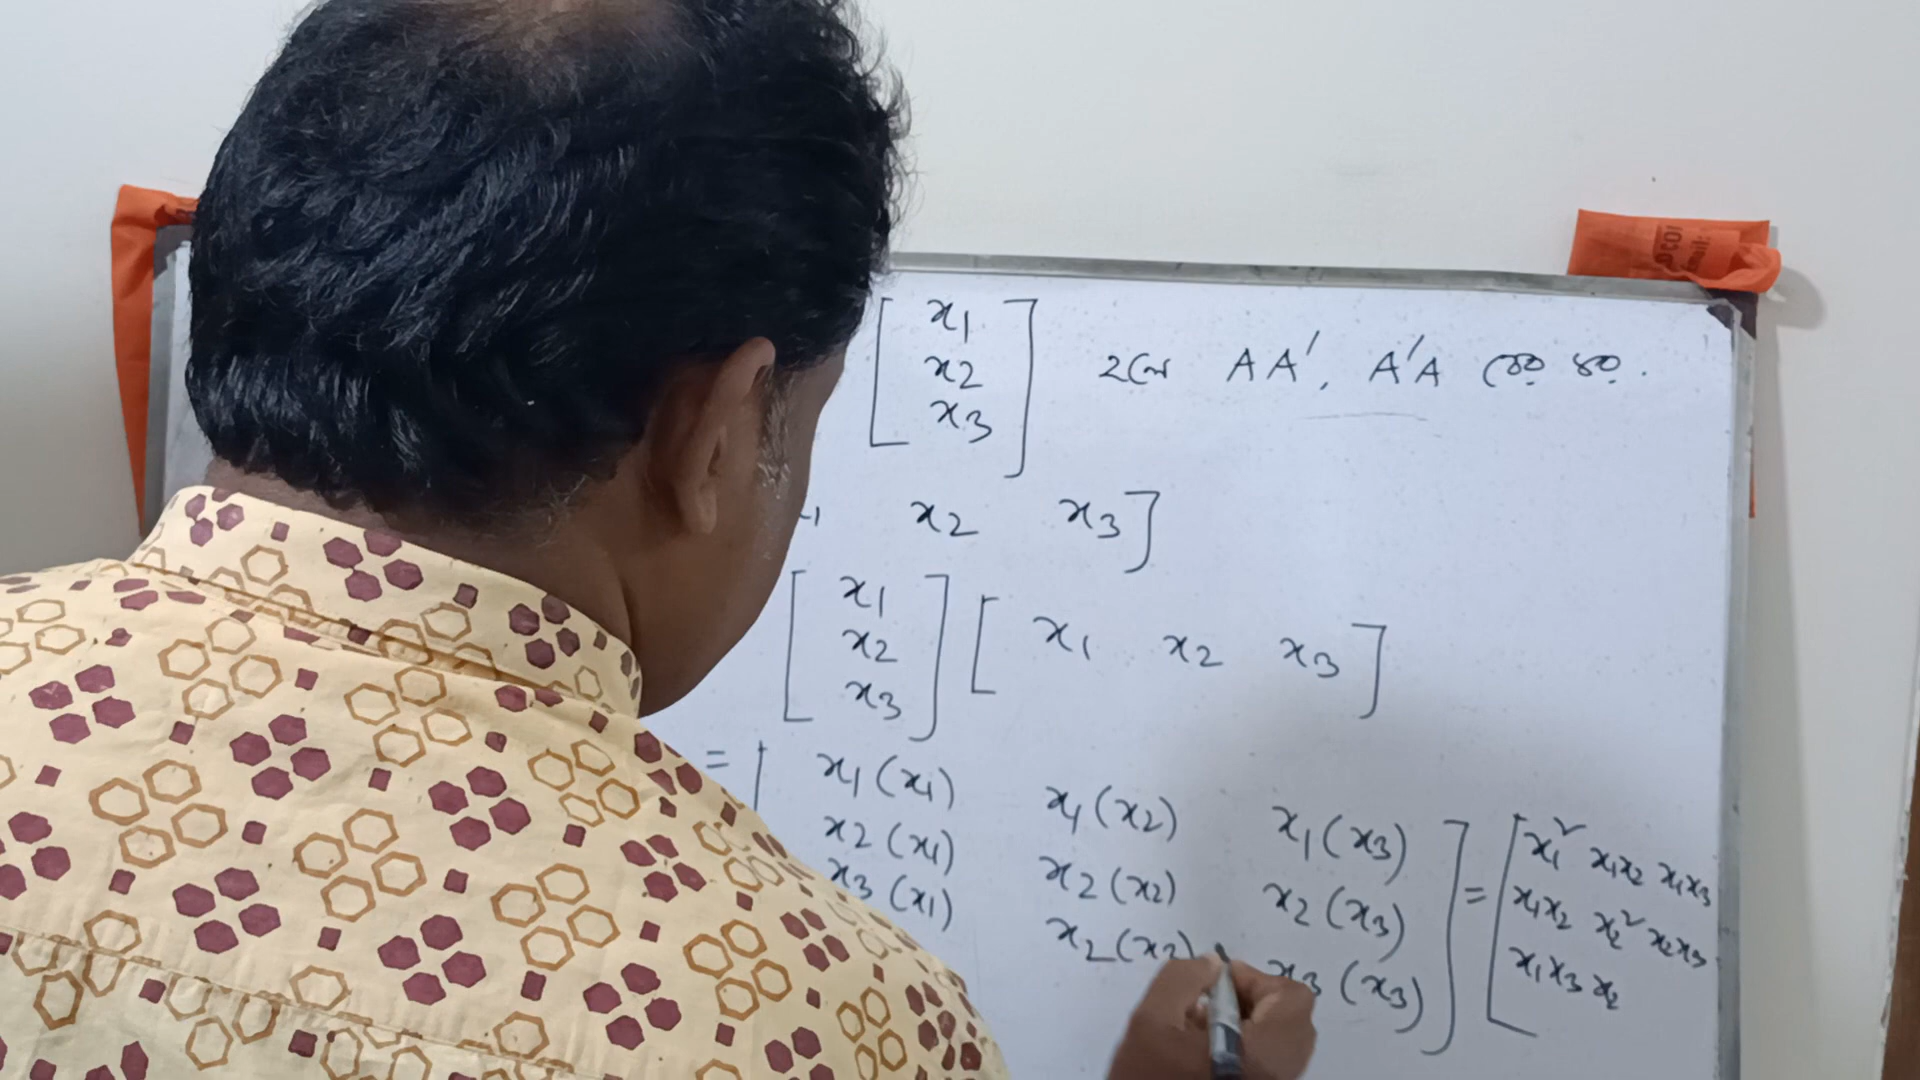 [x1 x2 x3] হলে AA', A'A বের কর.
x2 x3]
[x1 x2 x3] [x1 x2 x3]
= [x1(x1) x1(x2) x1(x3)
x2(x1) x2(x2) x2(x3)
x3(x1) x2(x3) x3(x3)] = [x1² x1x2 x1x3
x1x2 x2² x2x3
x1x3 x2